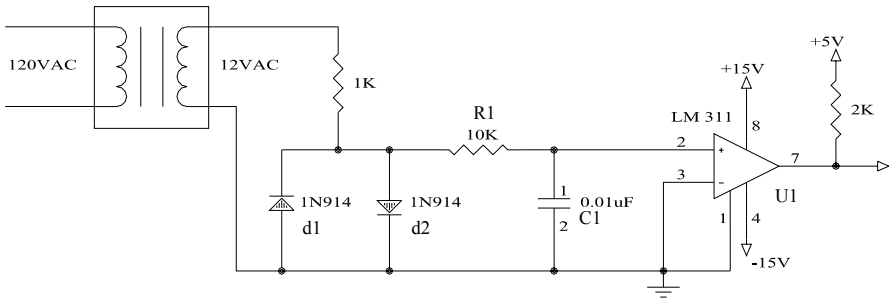 120VAC
12VAC
1K
R1
10K
1N914
d1
1N914
d2
1
0.01uF
2
C1
LM 311
+15V
+5V
2K
8
2
+
3
-
7
U1
1
4
-15V